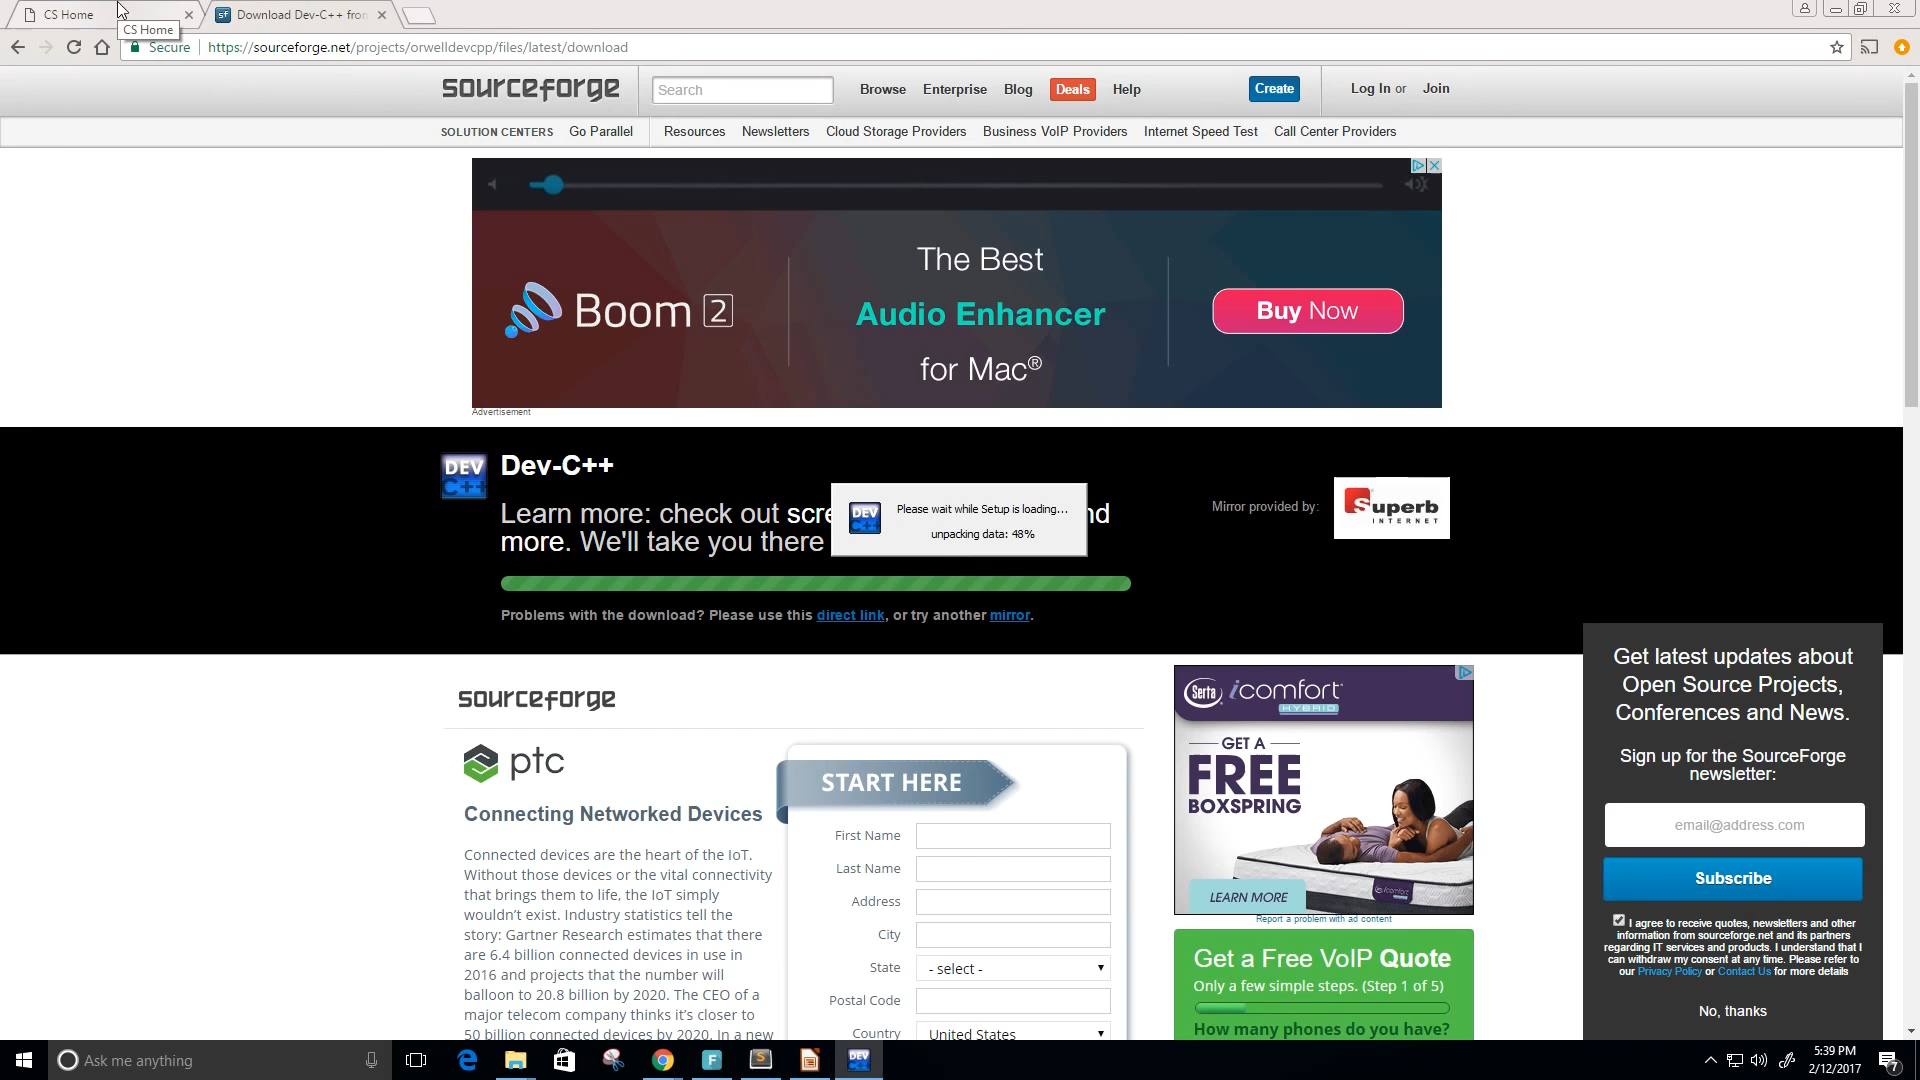 CS Home
Download Dev-C++ fron
CS Home
Secure
https://sourceforge.net/projects/orwelldevcpp/files/latest/download
sourceforge
Search
Browse Enterprise Blog Deals Help
Create
Log In or Join
SOLUTION CENTERS Go Parallel Resources Newsletters Cloud Storage Providers Business VoIP Providers Internet Speed Test Call Center Providers
Boom 2
The Best
Audio Enhancer
for Mac®
Buy Now
Advertisement
DEV
C++
Dev-C++
Learn more: check out scre
nd
more. We'll take you there
DEV
C++
Please wait while Setup is loading...
unpacking data: 48%
Mirror provided by:
Superb
INTERNET
Problems with the download? Please use this direct link, or try another mirror.
sourceforge
ptc
Connecting Networked Devices
Connected devices are the heart of the IoT.
Without those devices or the vital connectivity
that brings them to life, the IoT simply
wouldn't exist. Industry statistics tell the
story: Gartner Research estimates that there
are 6.4 billion connected devices in use in
2016 and projects that the number will
balloon to 20.8 billion by 2020. The CEO of a
major telecom company thinks it's closer to
50 billion connected devices by 2020. In a new
START HERE
First Name
Last Name
Address
City
State - select -
Postal Code
Country United States
Serta iComfort
HYBRID
GET A
FREE
BOXSPRING
LEARN MORE
iComfort
Report a problem with ad content
Get a Free VoIP Quote
Only a few simple steps. (Step 1 of 5)
How many phones do you have?
Get latest updates about
Open Source Projects,
Conferences and News.
Sign up for the SourceForge
newsletter:
email@address.com
Subscribe
I agree to receive quotes, newsletters and other
information from sourceforge.net and its partners
regarding IT services and products. I understand that I
can withdraw my consent at any time. Please refer to
our Privacy Policy or Contact Us for more details
No, thanks
Ask me anything
F
S
DEV
C++
5:39 PM
2/12/2017
7